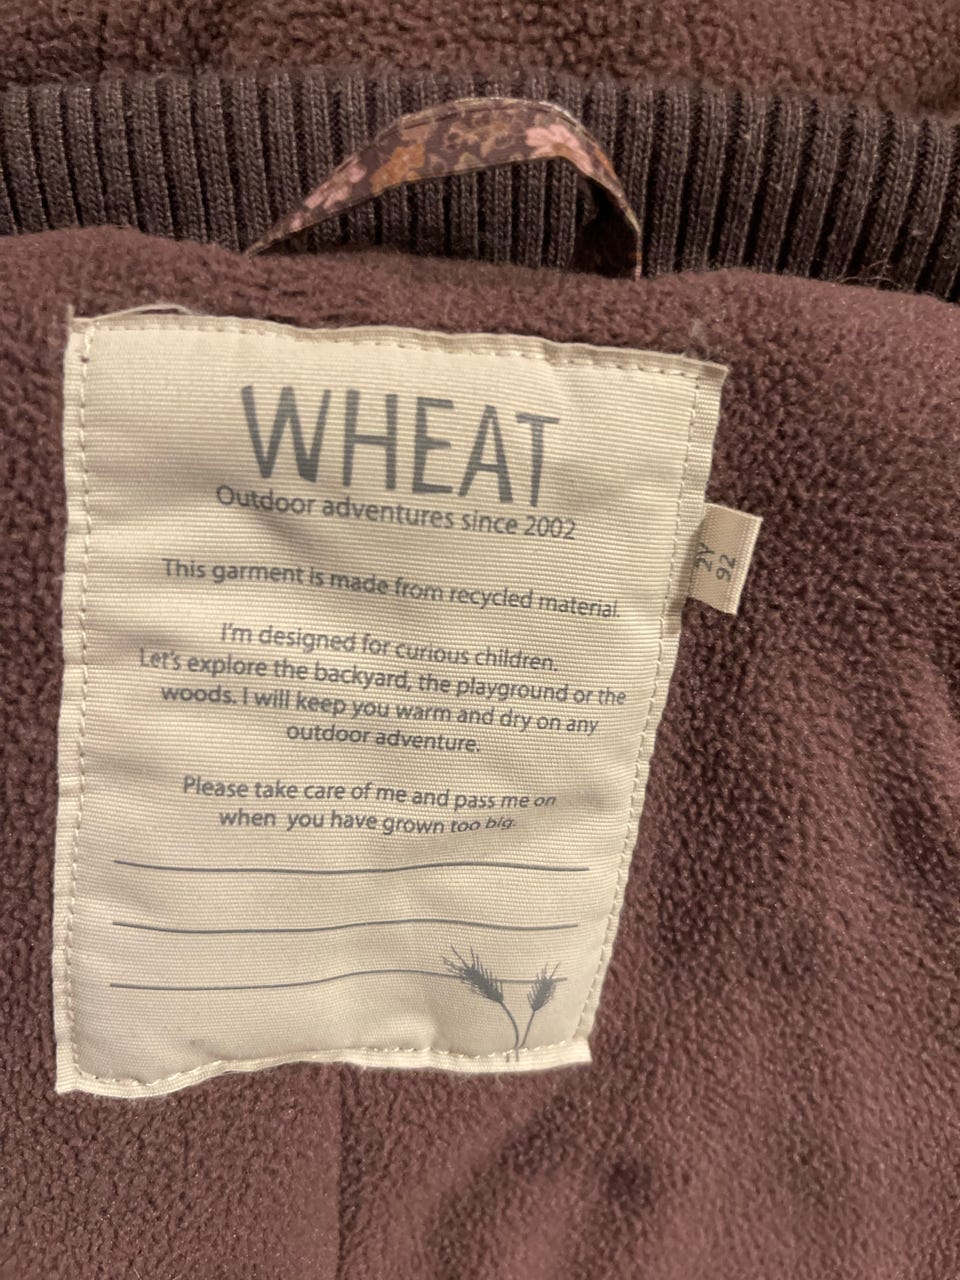 WHEAT
Outdoor adventures since 2002
This garment is made from recycled material.
I'm designed for curious children.
Let's explore the backyard, the playground or the
woods. I will keep you warm and dry on any
outdoor adventure.
Please take care of me and pass me on
when you have grown too big.
2Y
92